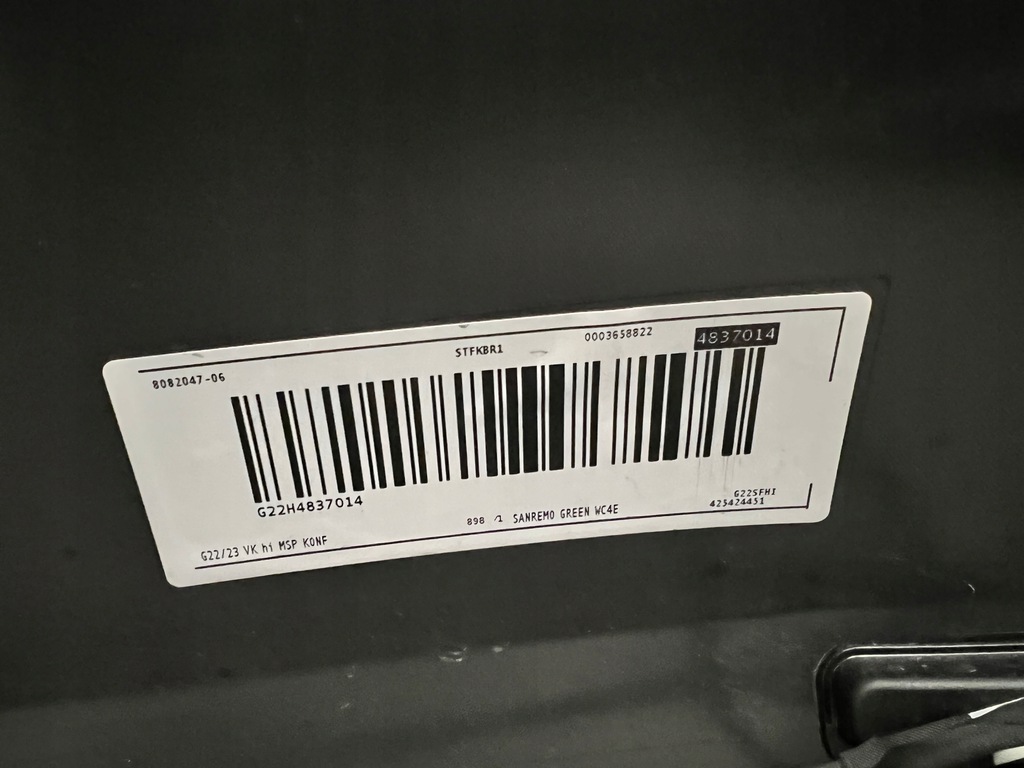 8082047-06
STFKBR1
0003658822
4837014
G22H4837014
898 /1 SANREMO GREEN WC4E
G22SFHI
425424451
G22/23 VK hi MSP KONF